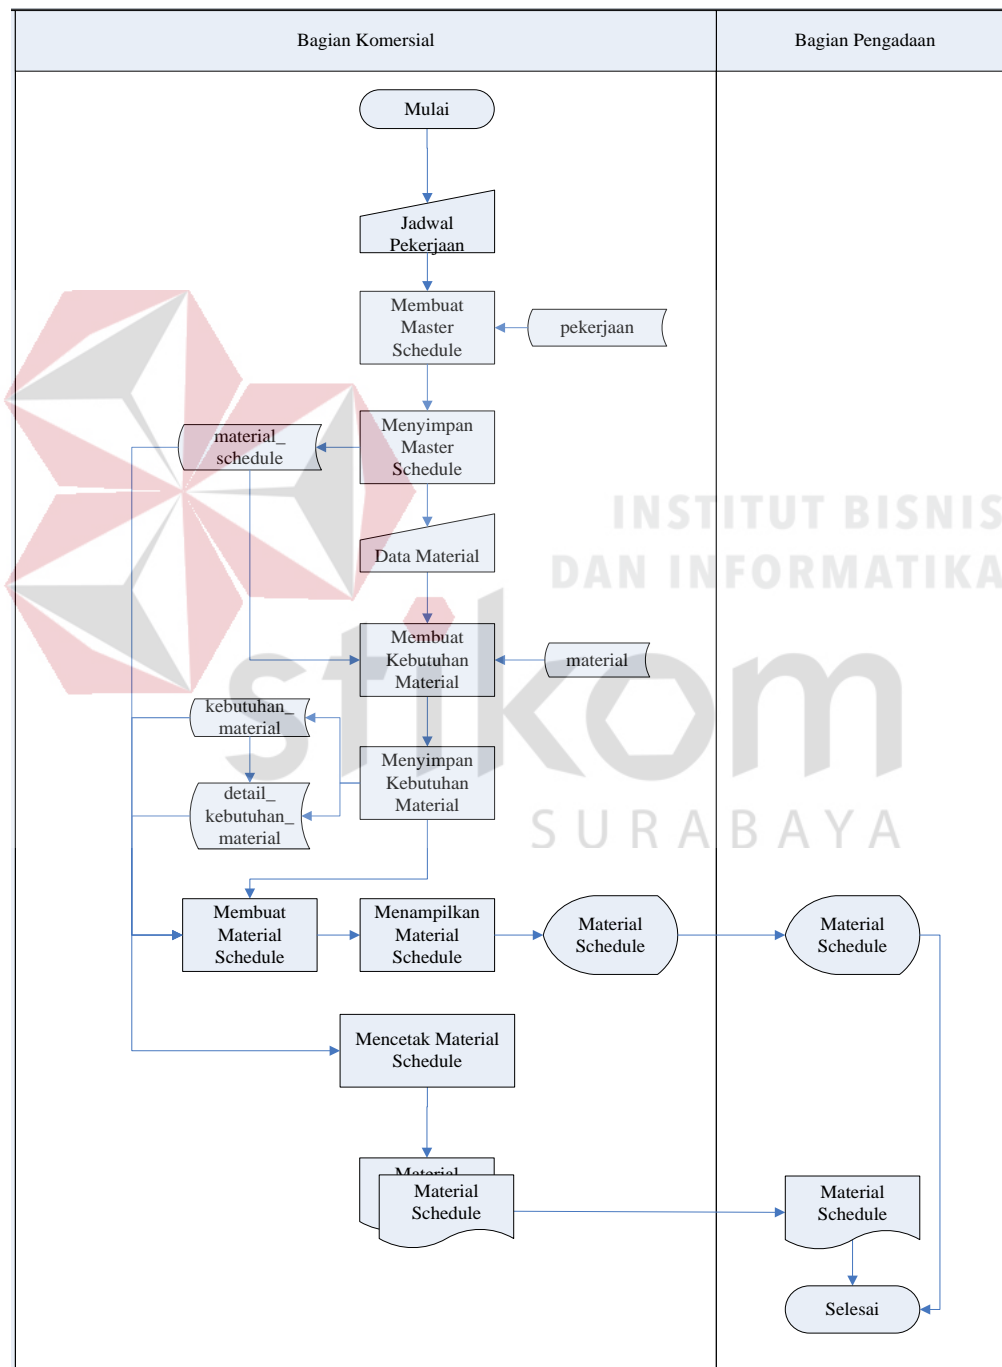 Bagian Komersial
Bagian Pengadaan
Mulai
Jadwal
Pekerjaan
Membuat
Master
Schedule
pekerjaan
Menyimpan
Master
Schedule
material_
schedule
INSTITUT BISNIS
DAN INFORMATIKA
Data Material
Membuat
Kebutuhan
Material
material
stikom
SURABAYA
kebutuhan_
material
Menyimpan
Kebutuhan
Material
detail_
kebutuhan_
material
Membuat
Material
Schedule
Menampilkan
Material
Schedule
Material
Schedule
Material
Schedule
Mencetak Material
Schedule
Material
Material
Schedule
Material
Schedule
Selesai